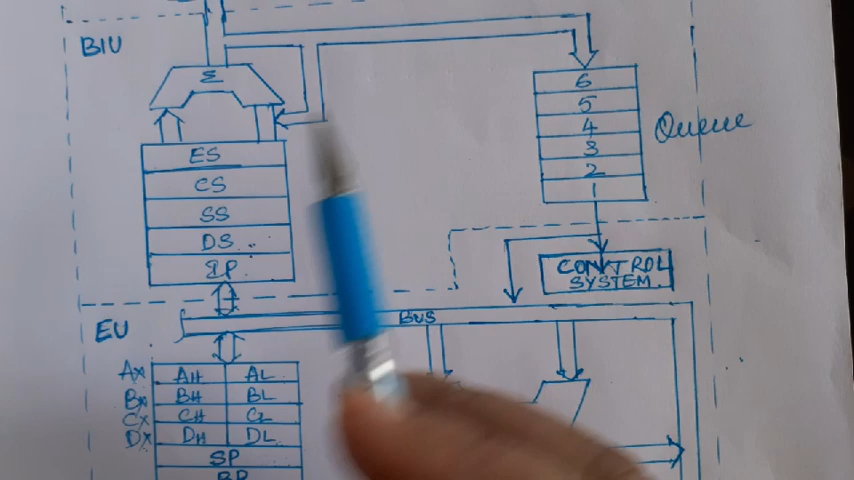 BIU
Σ
6
5
4
3
2
1
Queue
ES
CS
SS
DS
IP
CONTROL
SYSTEM
EU
BUS
AX AH AL
BX BH BL
CX CH CL
DX DH DL
SP
BP